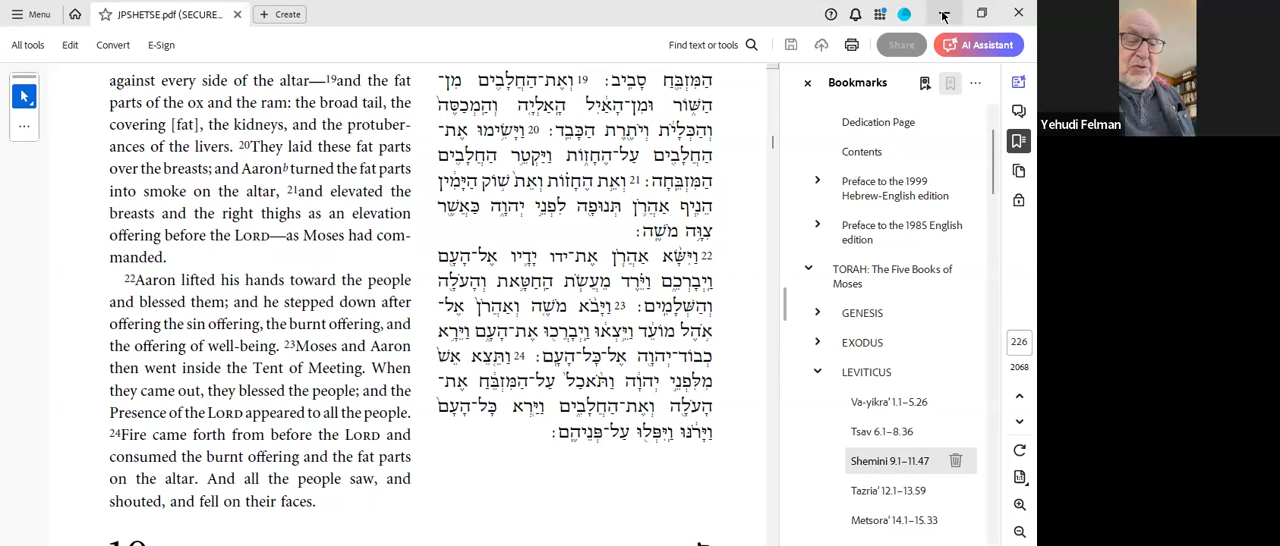 Menu
JPSHETSE.pdf (SECURE...
Create
All tools
Edit
Convert
E-Sign
Find text or tools
Share
AI Assistant
against every side of the altar—19and the fat
parts of the ox and the ram: the broad tail, the
covering [fat], the kidneys, and the protuber-
ances of the livers. 20They laid these fat parts
over the breasts; and Aaronb turned the fat parts
into smoke on the altar, 21and elevated the
breasts and the right thighs as an elevation
offering before the LORD—as Moses had com-
manded.
22Aaron lifted his hands toward the people
and blessed them; and he stepped down after
offering the sin offering, the burnt offering, and
the offering of well-being. 23Moses and Aaron
then went inside the Tent of Meeting. When
they came out, they blessed the people; and the
Presence of the LORD appeared to all the people.
24Fire came forth from before the LORD and
consumed the burnt offering and the fat parts
on the altar. And all the people saw, and
shouted, and fell on their faces.
הַמִּזְבֵּ֖חַ סָבִֽיב׃ 19 וְאֶת־הַחֲלָבִ֖ים מִן־
הַשּׁ֑וֹר וּמִן־הָאַ֔יִל הָֽאַלְיָ֤ה וְהַֽמְכַסֶּה֙
וְהַכְּלָיֹ֔ת וְיֹתֶ֖רֶת הַכָּבֵֽד׃ 20 וַיָּשִׂ֥ימוּ אֶת־
הַחֲלָבִ֖ים עַל־הֶחָז֑וֹת וַיַּקְטֵ֥ר הַחֲלָבִ֖ים
הַמִּזְבֵּֽחָה׃ 21 וְאֵ֣ת הֶחָז֗וֹת וְאֵת֙ שׁ֣וֹק הַיָּמִ֔ין
הֵנִ֧יף אַהֲרֹ֛ן תְּנוּפָ֖ה לִפְנֵ֣י יְהוָ֑ה כַּאֲשֶׁ֖ר
צִוָּ֥ה מֹשֶֽׁה׃
22 וַיִּשָּׂ֨א אַהֲרֹ֧ן אֶת־ידו יָדָ֛יו אֶל־הָעָ֖ם
וַֽיְבָרְכֵ֑ם וַיֵּ֗רֶד מֵעֲשֹׂ֧ת הַֽחַטָּ֛את וְהָעֹלָ֖ה
וְהַשְּׁלָמִֽים׃ 23 וַיָּבֹ֨א מֹשֶׁ֤ה וְאַהֲרֹן֙ אֶל־
אֹ֣הֶל מוֹעֵ֔ד וַיֵּ֣צְא֔וּ וַֽיְבָרֲכ֖וּ אֶת־הָעָ֑ם וַיֵּרָ֥א
כְבוֹד־יְהוָ֖ה אֶל־כָּל־הָעָֽם׃ 24 וַתֵּ֤צֵא אֵשׁ֙
מִלִּפְנֵ֣י יְהוָ֔ה וַתֹּ֙אכַל֙ עַל־הַמִּזְבֵּ֔חַ אֶת־
הָעֹלָ֖ה וְאֶת־הַחֲלָבִ֑ים וַיַּ֤רְא כָּל־הָעָם֙
וַיָּרֹ֔נּוּ וַֽיִּפְּל֖וּ עַל־פְּנֵיהֶֽם׃
Bookmarks
Dedication Page
Contents
Preface to the 1999
Hebrew-English edition
Preface to the 1985 English
edition
TORAH: The Five Books of
Moses
GENESIS
EXODUS
LEVITICUS
Va-yikra' 1.1–5.26
Tsav 6.1–8.36
Shemini 9.1–11.47
Tazria' 12.1–13.59
Metsora' 14.1–15.33
226
2068
Yehudi Felman